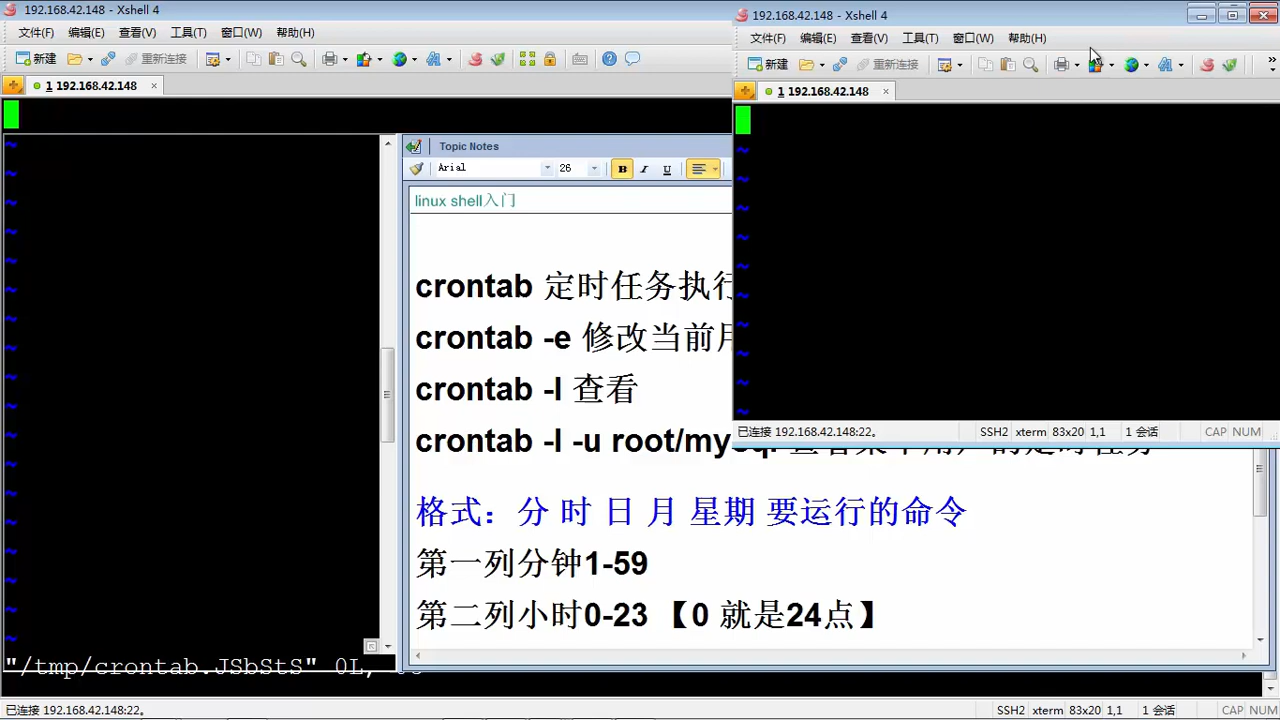 192.168.42.148 - Xshell 4
文件(F) 编辑(E) 查看(V) 工具(T) 窗口(W) 帮助(H)
新建 重新连接
1 192.168.42.148 ×
192.168.42.148 - Xshell 4
文件(F) 编辑(E) 查看(V) 工具(T) 窗口(W) 帮助(H)
新建 重新连接
1 192.168.42.148 ×
已连接 192.168.42.148:22。 SSH2 xterm 83x20 1,1 1 会话 CAP NUM
Topic Notes
Arial 26 B I U
linux shell入门
crontab 定时任务执行
crontab -e 修改当前
crontab -l 查看
crontab -l -u root/mysql
格式：分 时 日 月 星期 要运行的命令
第一列分钟1-59
第二列小时0-23 【0 就是24点】
"/tmp/crontab.JSbStS" 0L,
已连接 192.168.42.148:22。 SSH2 xterm 83x20 1,1 1 会话 CAP NUM